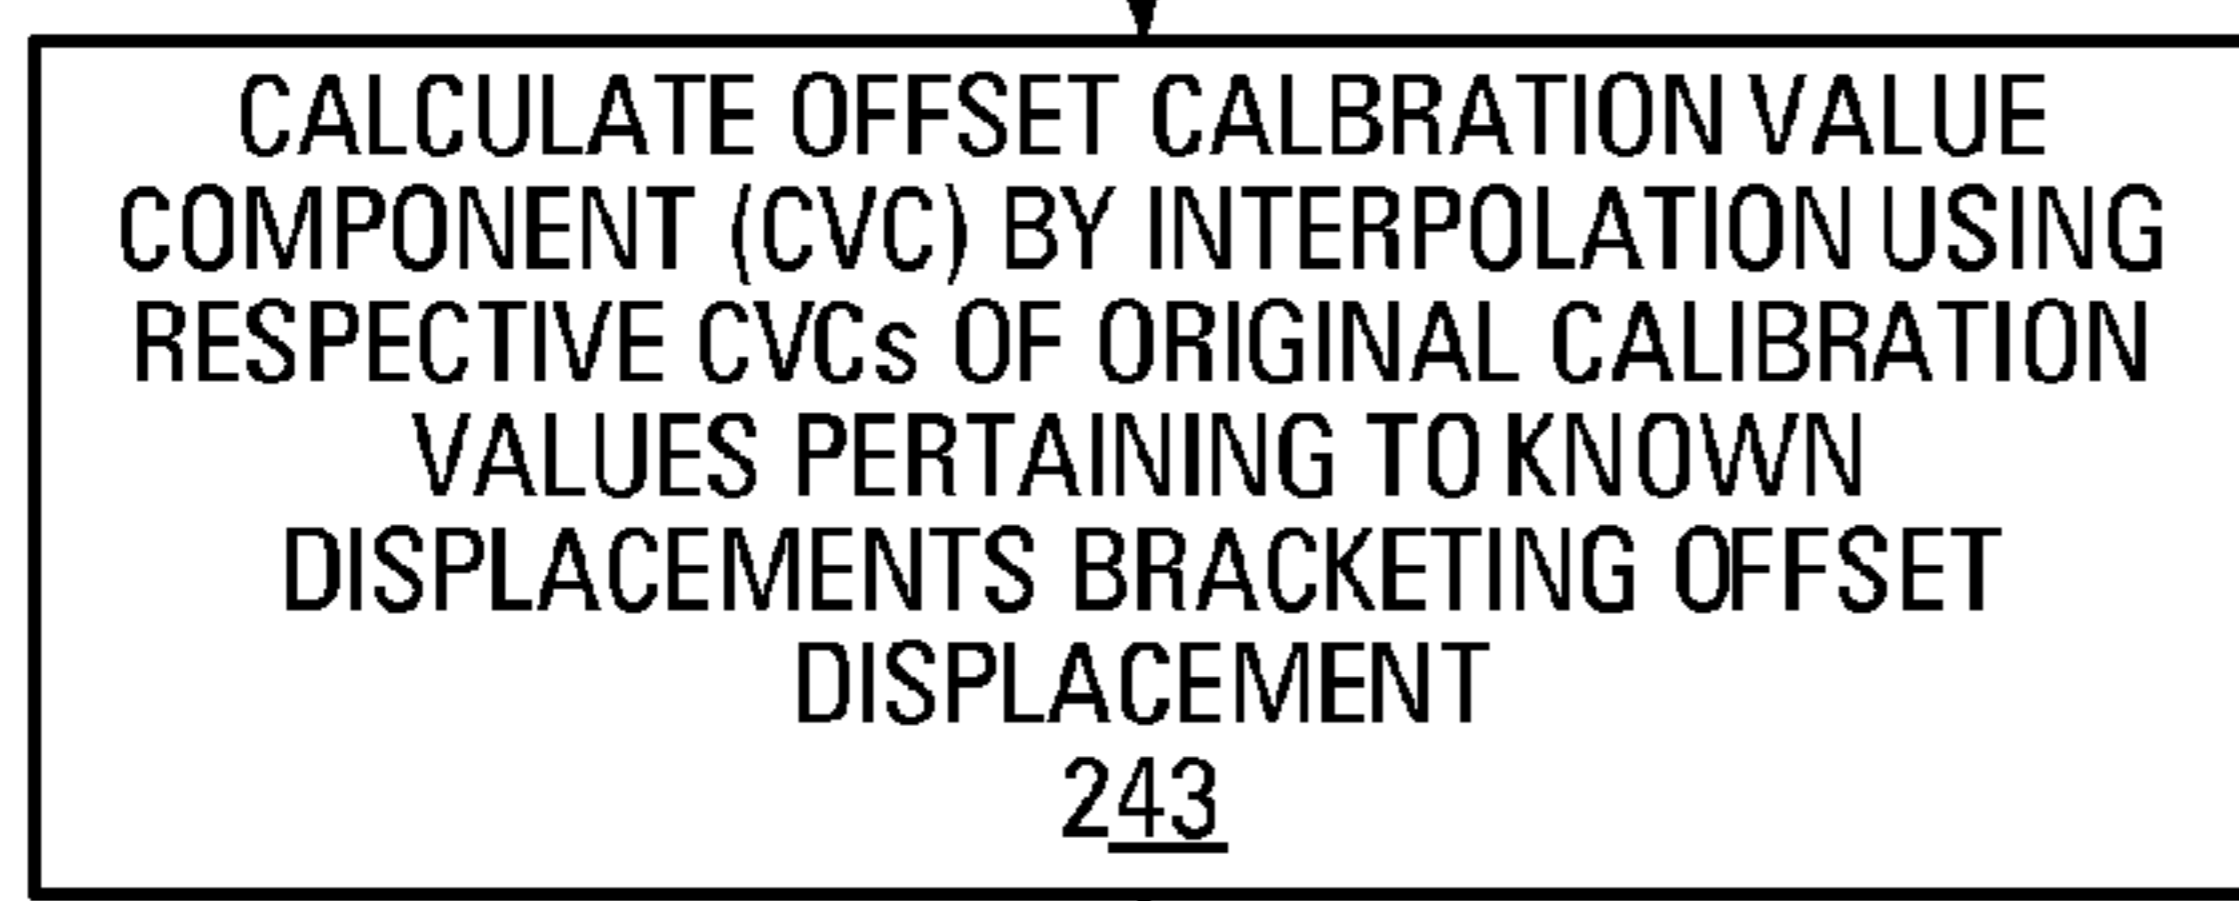 CALCULATE OFFSET CALBRATION VALUE
COMPONENT (CVC) BY INTERPOLATION USING
RESPECTIVE CVCs OF ORIGINAL CALIBRATION
VALUES PERTAINING TO KNOWN
DISPLACEMENTS BRACKETING OFFSET
DISPLACEMENT
243